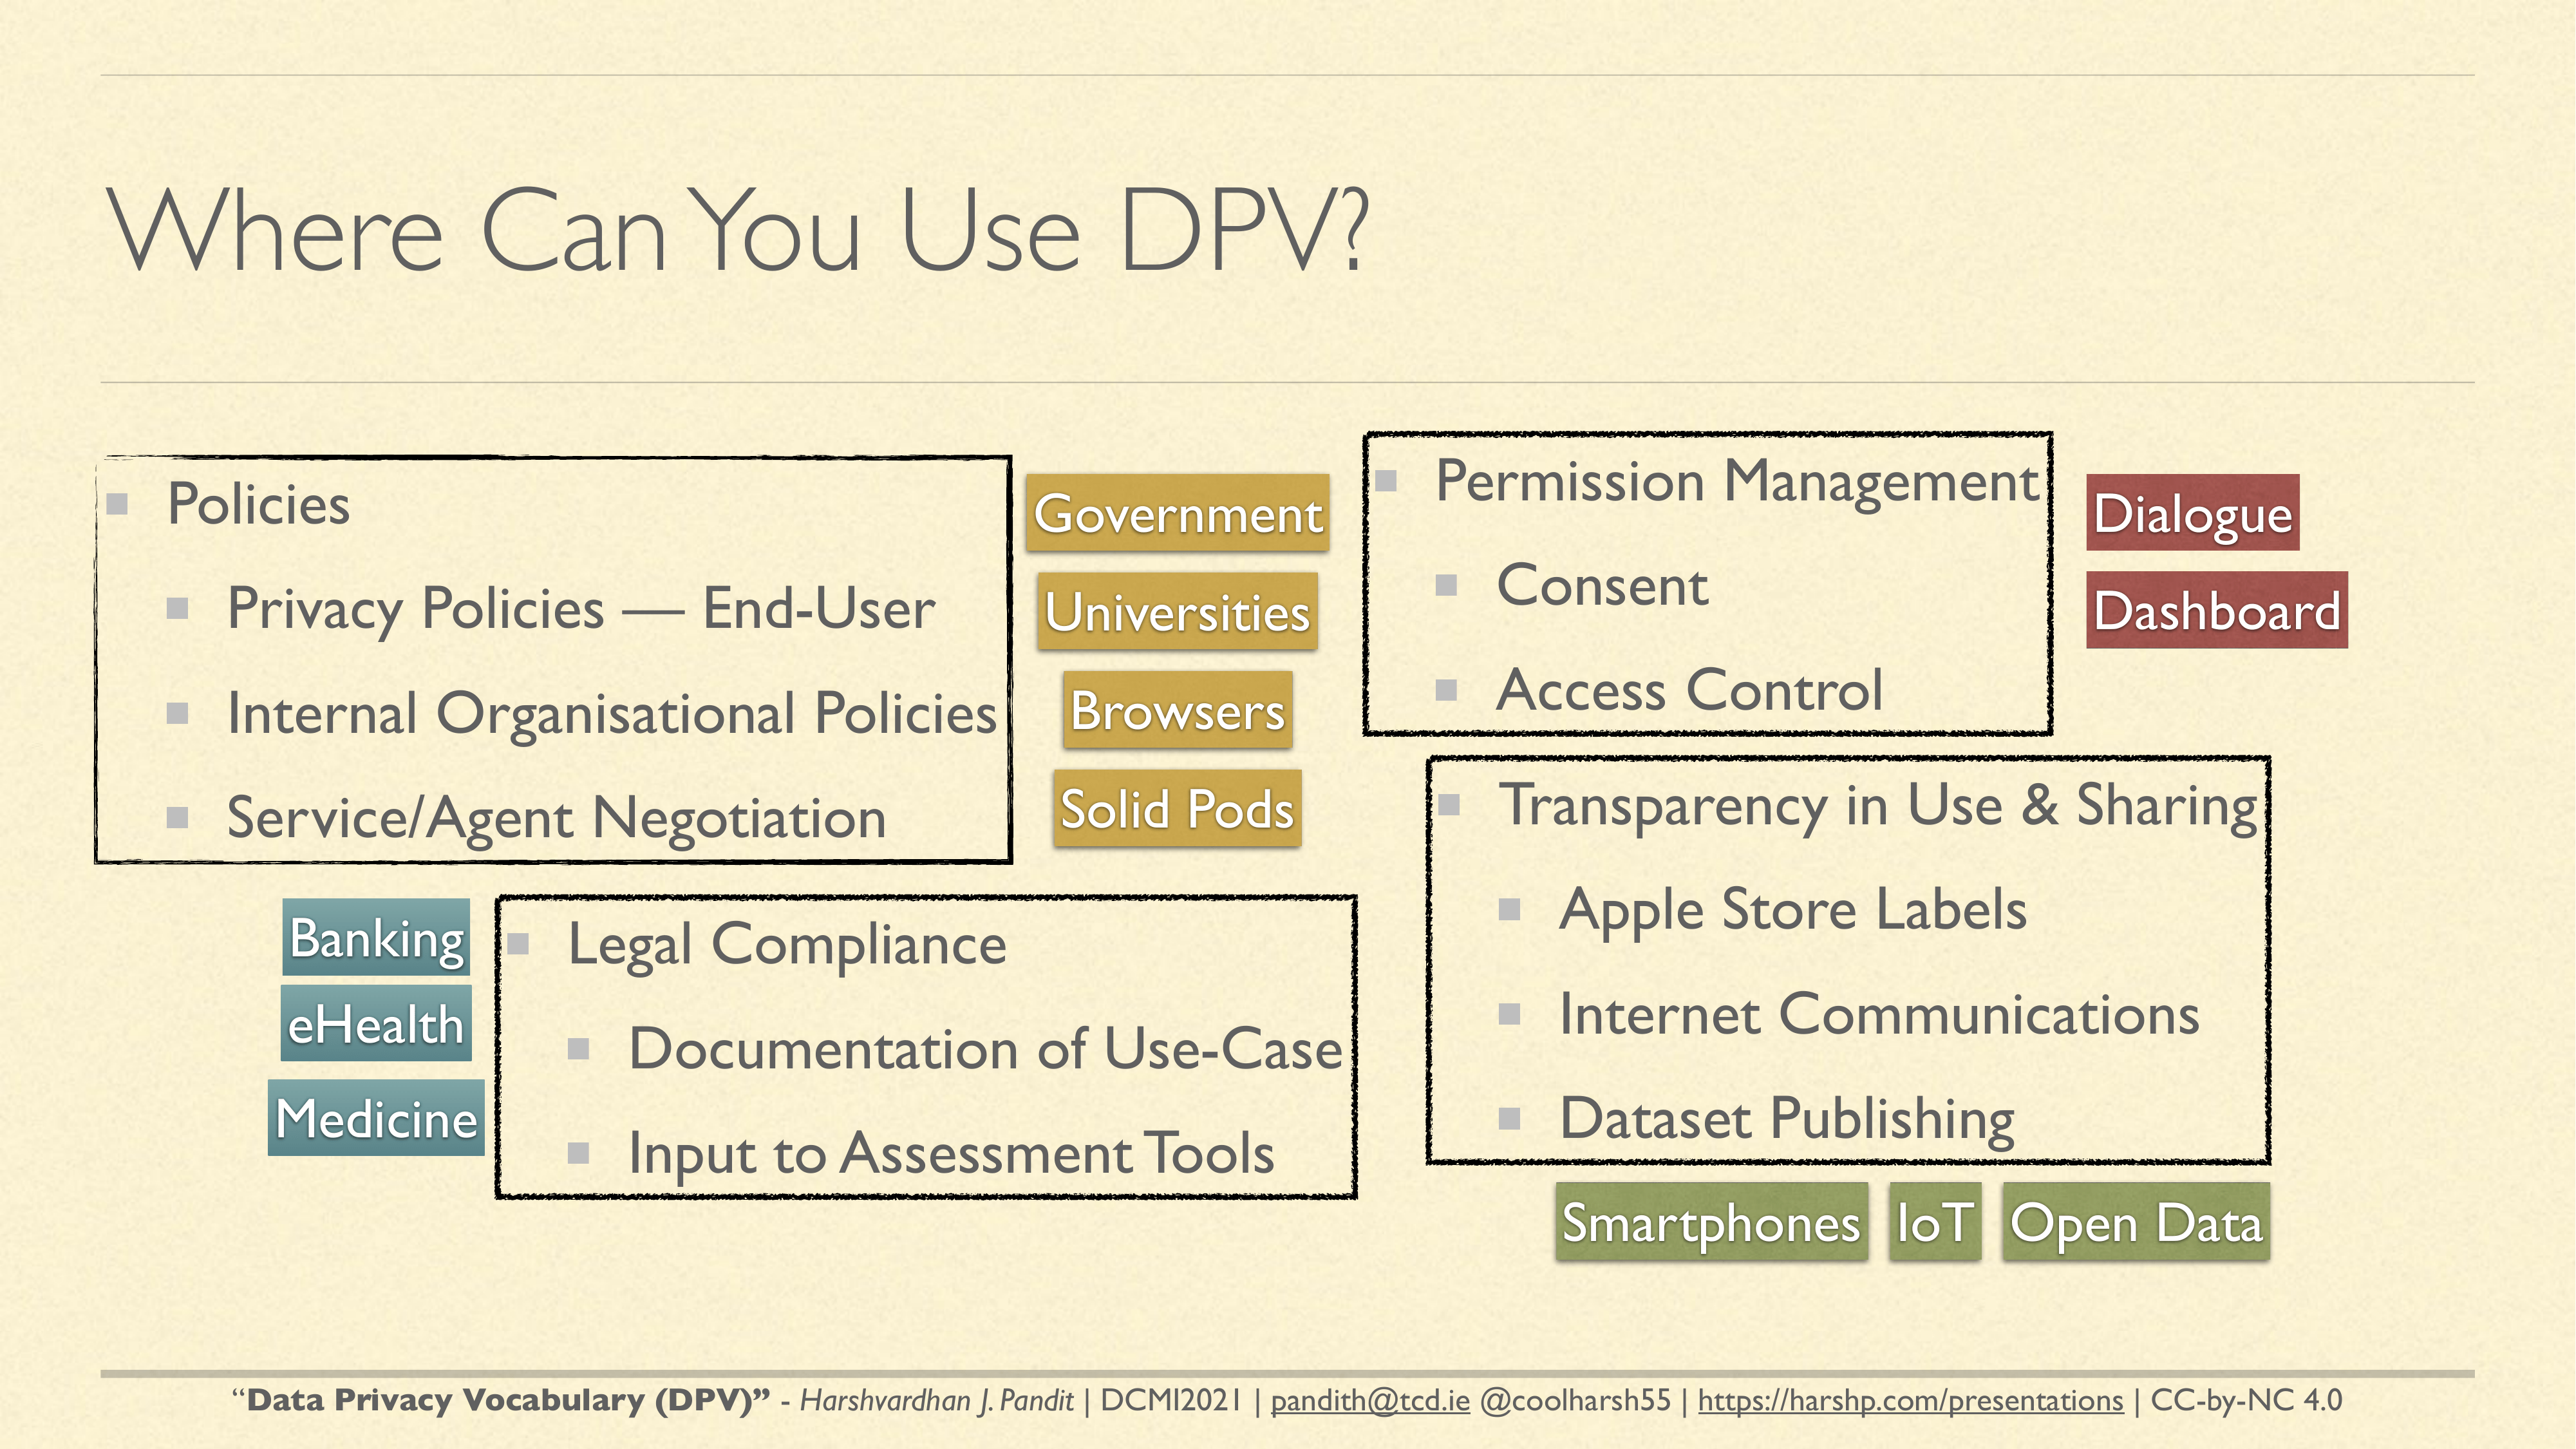 Where Can You Use DPV?
Policies
Privacy Policies — End-User
Internal Organisational Policies
Service/Agent Negotiation
Government
Universities
Browsers
Solid Pods
Permission Management
Consent
Access Control
Dialogue
Dashboard
Banking
eHealth
Medicine
Legal Compliance
Documentation of Use-Case
Input to Assessment Tools
Transparency in Use & Sharing
Apple Store Labels
Internet Communications
Dataset Publishing
Smartphones
IoT
Open Data
“Data Privacy Vocabulary (DPV)” - Harshvardhan J. Pandit | DCMI2021 | pandith@tcd.ie @coolharsh55 | https://harshp.com/presentations | CC-by-NC 4.0